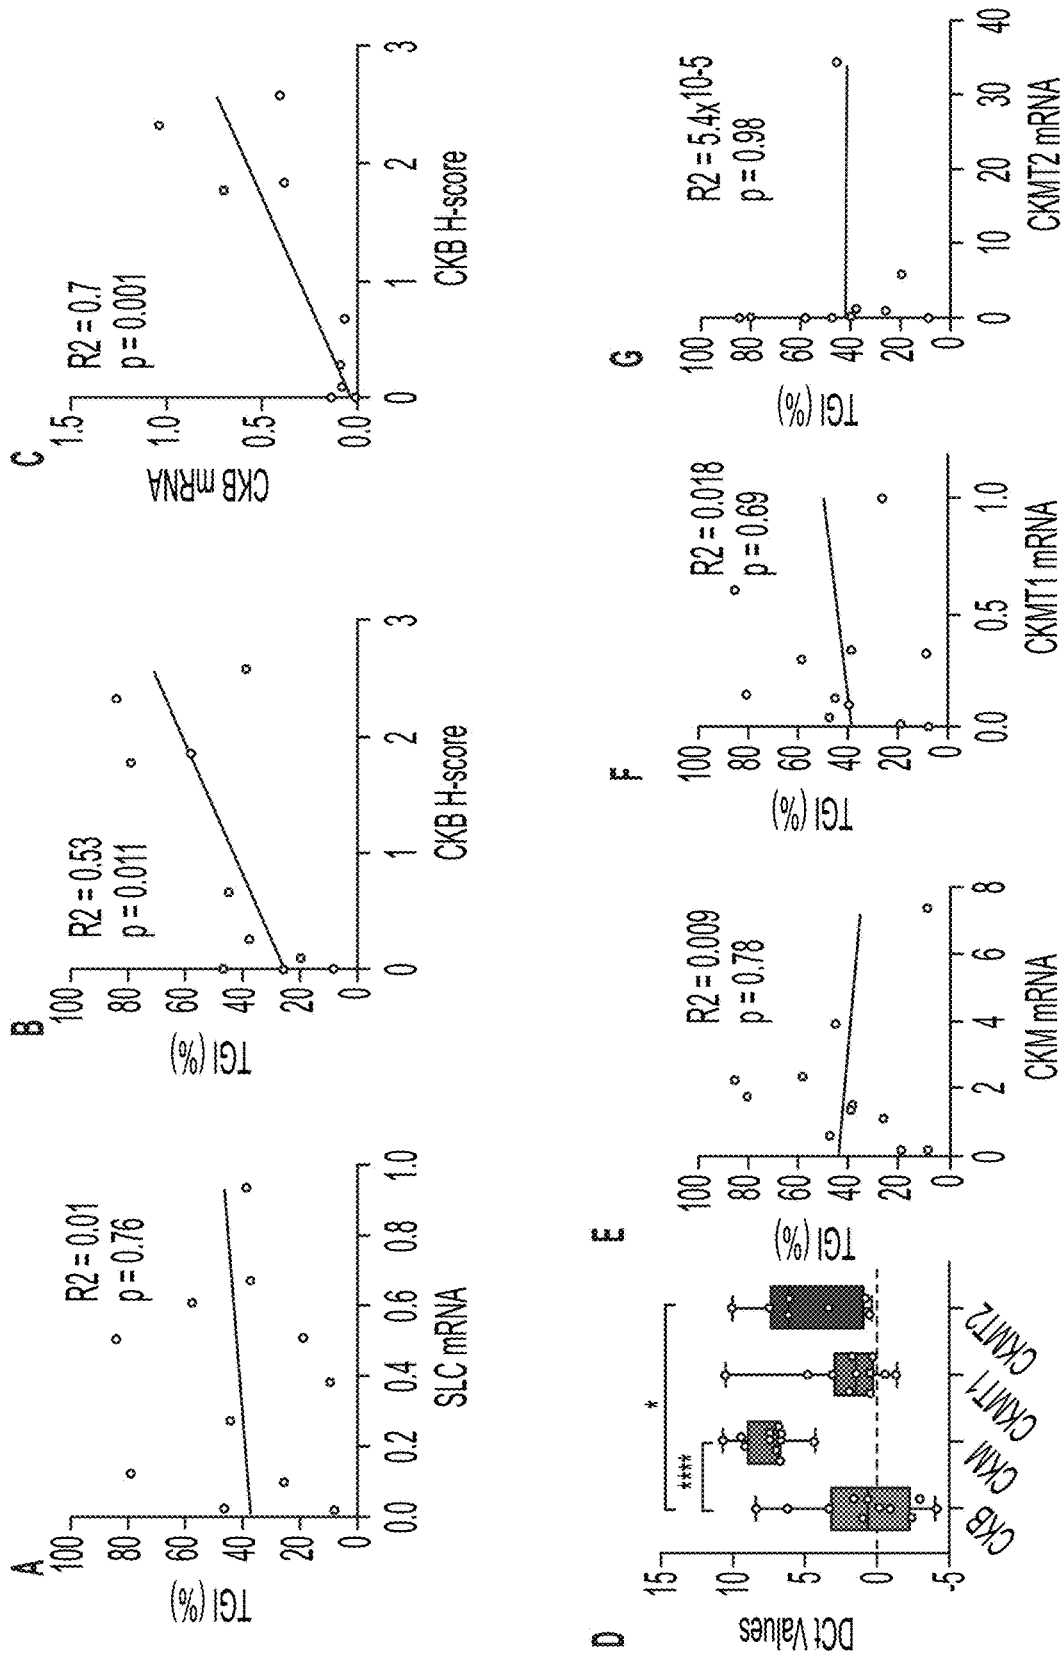 A
TGI (%)
100
80
60
40
20
0
R2 = 0.01
p = 0.76
0.0
0.2
0.4
0.6
0.8
1.0
SLC mRNA
B
TGI (%)
100
80
60
40
20
0
R2 = 0.53
p = 0.011
0
1
2
3
CKB H-score
C
CKB mRNA
1.5
1.0
0.5
0.0
R2 = 0.7
p = 0.001
0
1
2
3
CKB H-score
D
DCt Values
15
10
5
0
-5
****
*
CKB
CKM
CKMT1
CKMT2
E
TGI (%)
100
80
60
40
20
0
R2 = 0.009
p = 0.78
0
2
4
6
8
CKM mRNA
F
TGI (%)
100
80
60
40
20
0
R2 = 0.018
p = 0.69
0.0
0.5
1.0
CKMT1 mRNA
G
TGI (%)
100
80
60
40
20
0
R2 = 5.4x10-5
p = 0.98
0
10
20
30
40
CKMT2 mRNA